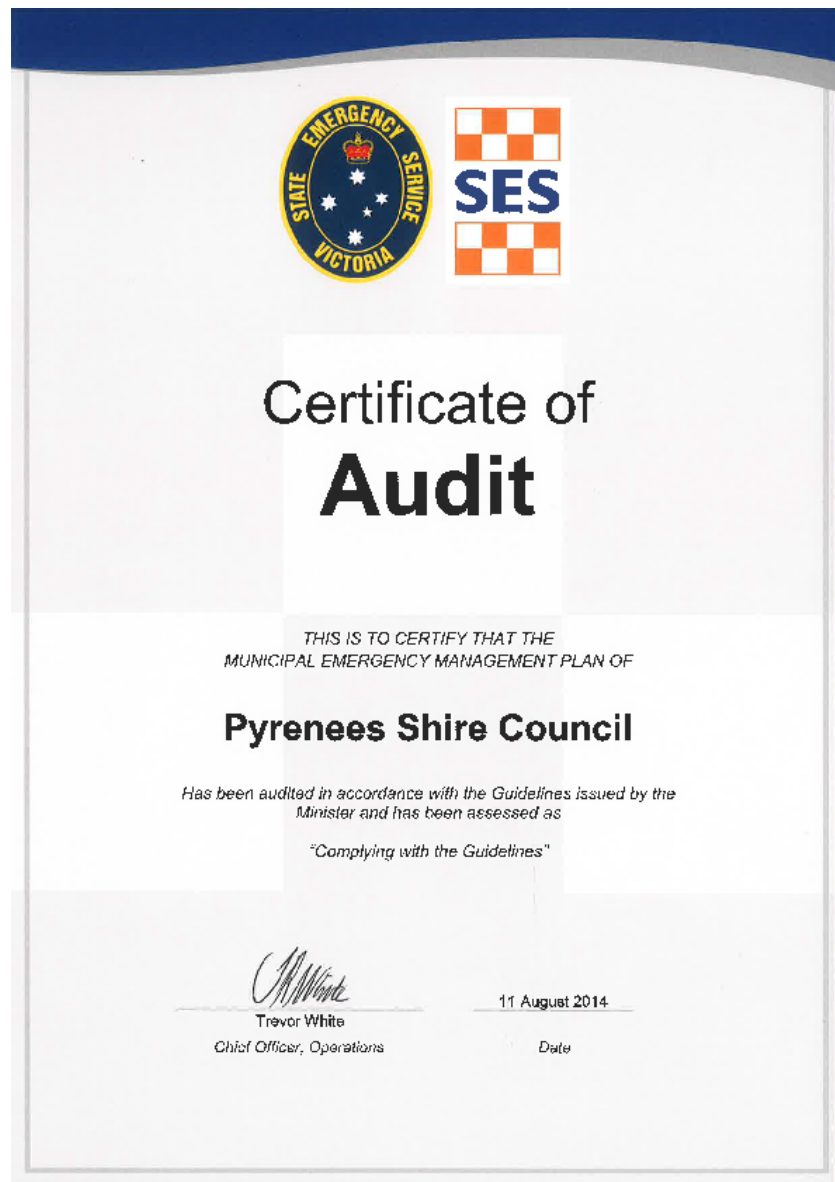 STATE EMERGENCY SERVICE
VICTORIA
SES
Certificate of
Audit
THIS IS TO CERTIFY THAT THE
MUNICIPAL EMERGENCY MANAGEMENT PLAN OF
Pyrenees Shire Council
Has been audited in accordance with the Guidelines issued by the
Minister and has been assessed as
"Complying with the Guidelines"
TR White
11 August 2014
Trevor White
Chief Officer, Operations
Date